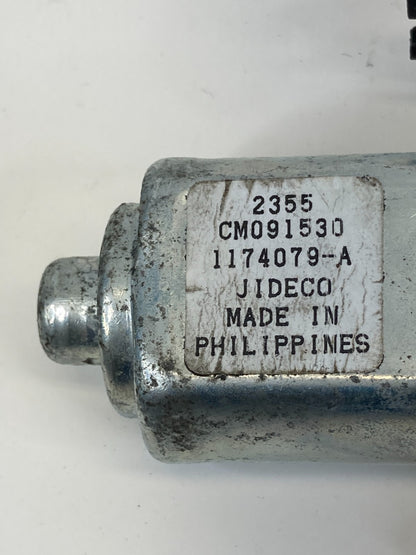 2355
CM091530
1174079-A
JIDECO
MADE IN
PHILIPPINES